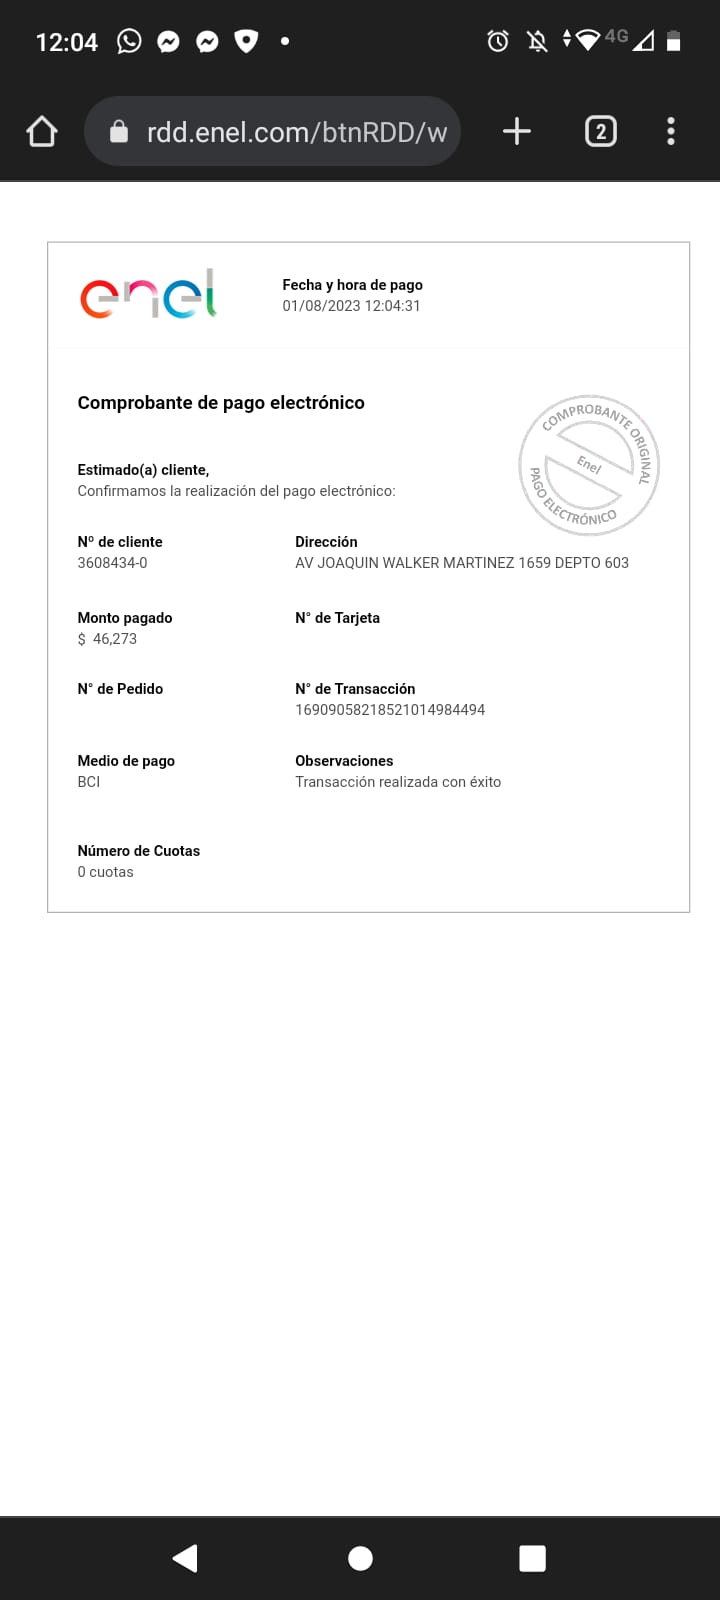 12:04
4G
rdd.enel.com/btnRDD/w
2
enel
Fecha y hora de pago
01/08/2023 12:04:31
Comprobante de pago electrónico
COMPROBANTE ORIGINAL
Enel
PAGO ELECTRÓNICO
Estimado(a) cliente,
Confirmamos la realización del pago electrónico:
Nº de cliente
3608434-0
Dirección
AV JOAQUIN WALKER MARTINEZ 1659 DEPTO 603
Monto pagado
$ 46,273
N° de Tarjeta
N° de Pedido
N° de Transacción
16909058218521014984494
Medio de pago
BCI
Observaciones
Transacción realizada con éxito
Número de Cuotas
0 cuotas